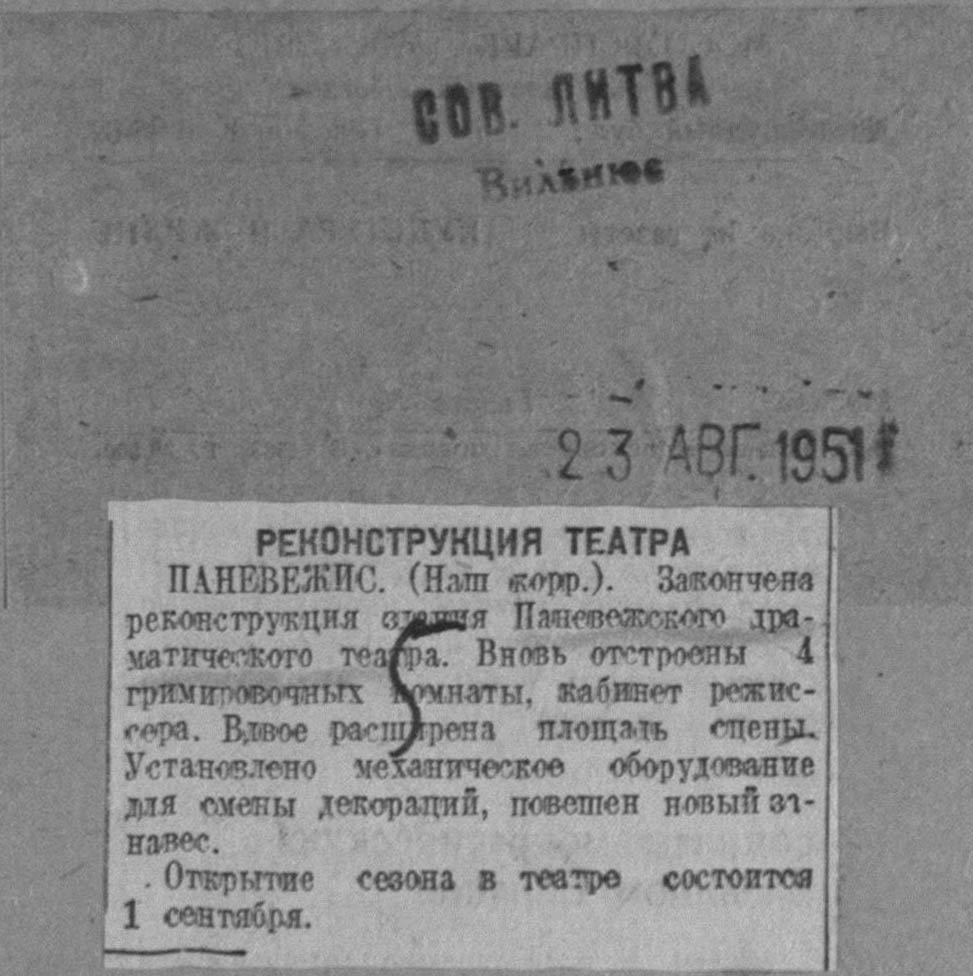 СОВ. ЛИТВА
Вильнюс
23 АВГ. 1951
РЕКОНСТРУКЦИЯ ТЕАТРА
ПАНЕВЕЖИС. (Наш корр.). Закончена
реконструкция здания Паневежского дра-
матического театра. Вновь отстроены 4
гримировочных комнаты, кабинет режис-
сера. Вдвое расширена площадь сцены.
Установлено механическое оборудование
для смены декораций, повешен новый за-
навес.
Открытие сезона в театре состоится
1 сентября.